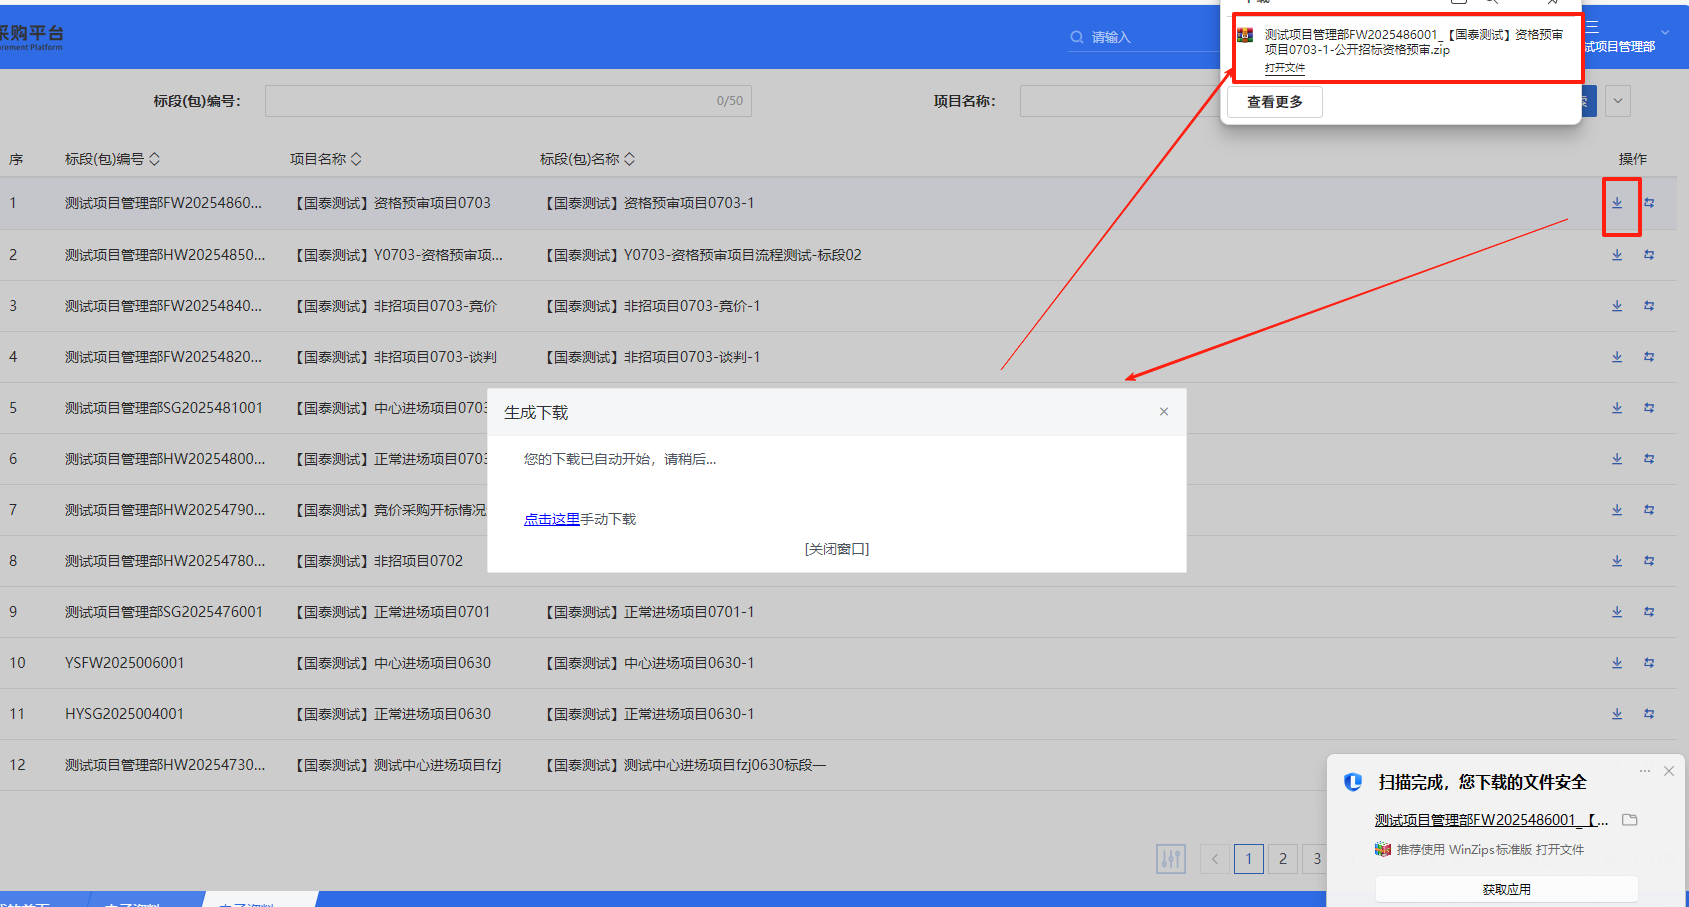 采购平台
urement Platform
请输入
测试项目管理部FW2025486001_【国泰测试】资格预审
项目0703-1-公开招标资格预审.zip
打开文件
查看更多
试项目管理部
标段(包)编号：
0/50
项目名称：
序
标段(包)编号
项目名称
标段(包)名称
操作
1 测试项目管理部FW20254860... 【国泰测试】资格预审项目0703 【国泰测试】资格预审项目0703-1
2 测试项目管理部HW20254850... 【国泰测试】Y0703-资格预审项... 【国泰测试】Y0703-资格预审项目流程测试-标段02
3 测试项目管理部FW20254840... 【国泰测试】非招项目0703-竞价 【国泰测试】非招项目0703-竞价-1
4 测试项目管理部FW20254820... 【国泰测试】非招项目0703-谈判 【国泰测试】非招项目0703-谈判-1
5 测试项目管理部SG2025481001 【国泰测试】中心进场项目0703
6 测试项目管理部HW20254800... 【国泰测试】正常进场项目0703
7 测试项目管理部HW20254790... 【国泰测试】竞价采购开标情况
8 测试项目管理部HW20254780... 【国泰测试】非招项目0702
9 测试项目管理部SG2025476001 【国泰测试】正常进场项目0701 【国泰测试】正常进场项目0701-1
10 YSFW2025006001 【国泰测试】中心进场项目0630 【国泰测试】中心进场项目0630-1
11 HYSG2025004001 【国泰测试】正常进场项目0630 【国泰测试】正常进场项目0630-1
12 测试项目管理部HW20254730... 【国泰测试】测试中心进场项目fzj 【国泰测试】测试中心进场项目fzj0630标段一
生成下载
您的下载已自动开始，请稍后...
点击这里手动下载
[关闭窗口]
1 2 3
扫描完成，您下载的文件安全
测试项目管理部FW2025486001_【...
推荐使用 WinZips标准版 打开文件
获取应用